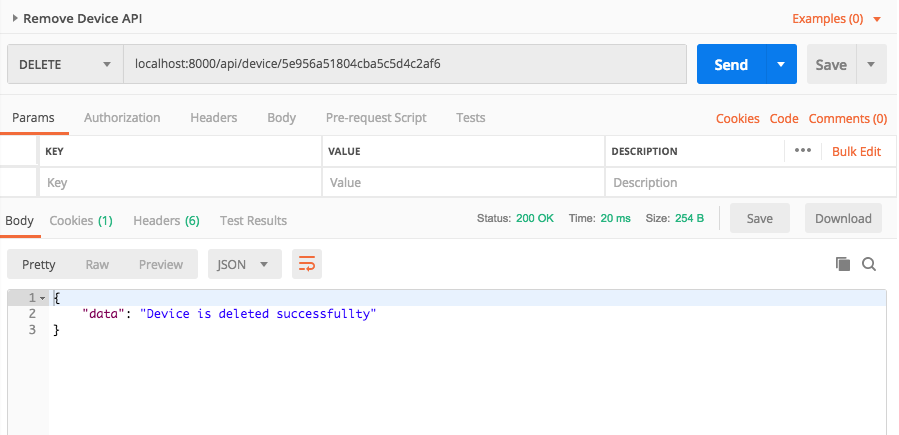 Remove Device API Examples (0)
DELETE localhost:8000/api/device/5e956a51804cba5c5d4c2af6 Send Save
Params Authorization Headers Body Pre-request Script Tests Cookies Code Comments (0)
KEY VALUE DESCRIPTION ••• Bulk Edit
Key Value Description
Body Cookies (1) Headers (6) Test Results Status: 200 OK Time: 20 ms Size: 254 B Save Download
Pretty Raw Preview JSON
1 {
2 "data": "Device is deleted successfullty"
3 }